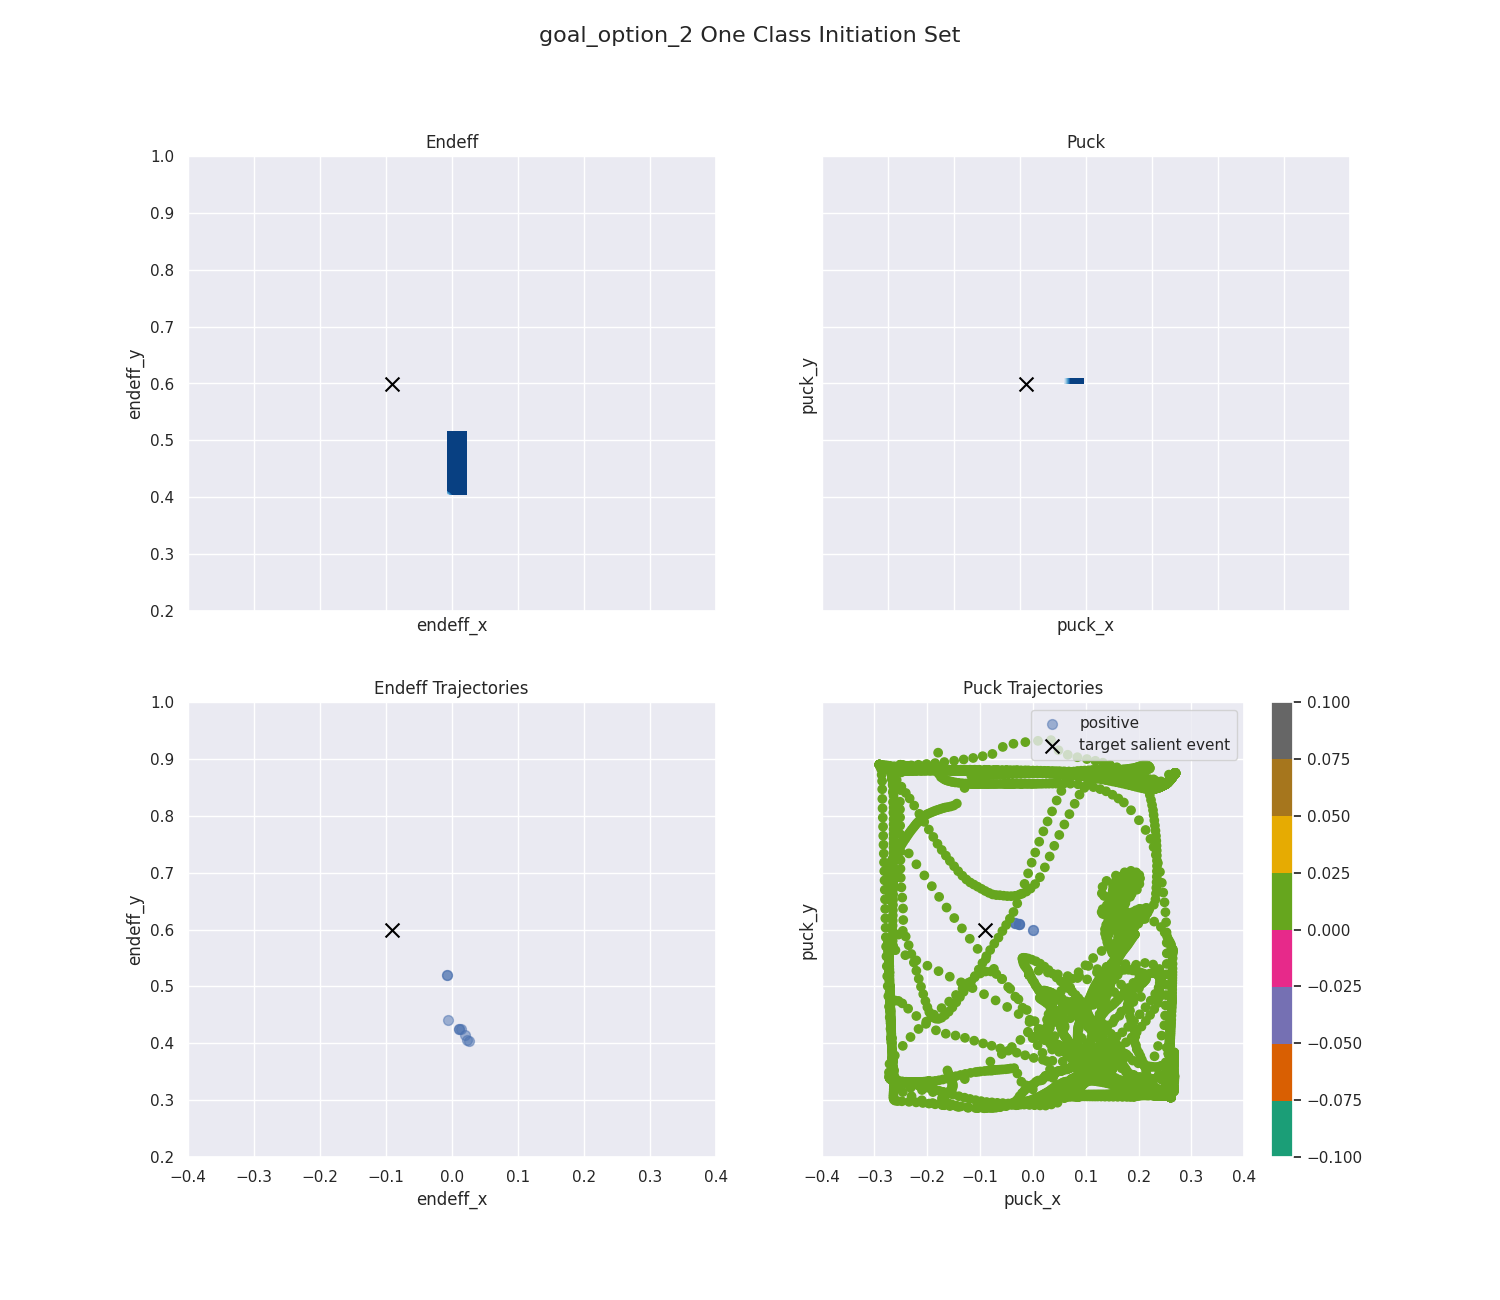 goal_option_2 One Class Initiation Set
Endeff
Puck
1.0
0.9
0.8
0.7
0.6
0.5
0.4
0.3
0.2
endeff_y
endeff_x
puck_y
puck_x
Endeff Trajectories
Puck Trajectories
1.0
0.9
0.8
0.7
0.6
0.5
0.4
0.3
0.2
endeff_y
−0.4 −0.3 −0.2 −0.1 0.0 0.1 0.2 0.3 0.4
endeff_x
positive
target salient event
puck_y
−0.4 −0.3 −0.2 −0.1 0.0 0.1 0.2 0.3 0.4
puck_x
0.100
0.075
0.050
0.025
0.000
−0.025
−0.050
−0.075
−0.100